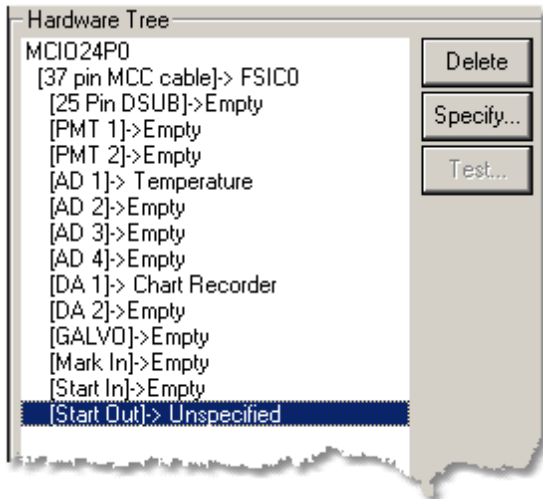 Hardware Tree
MCIO24P0
[37 pin MCC cable]-> FSIC0
[25 Pin DSUB]->Empty
[PMT 1]->Empty
[PMT 2]->Empty
[AD 1]-> Temperature
[AD 2]->Empty
[AD 3]->Empty
[AD 4]->Empty
[DA 1]-> Chart Recorder
[DA 2]->Empty
[GALVO]->Empty
[Mark In]->Empty
[Start In]->Empty
[Start Out]-> Unspecified
Delete
Specify...
Test...